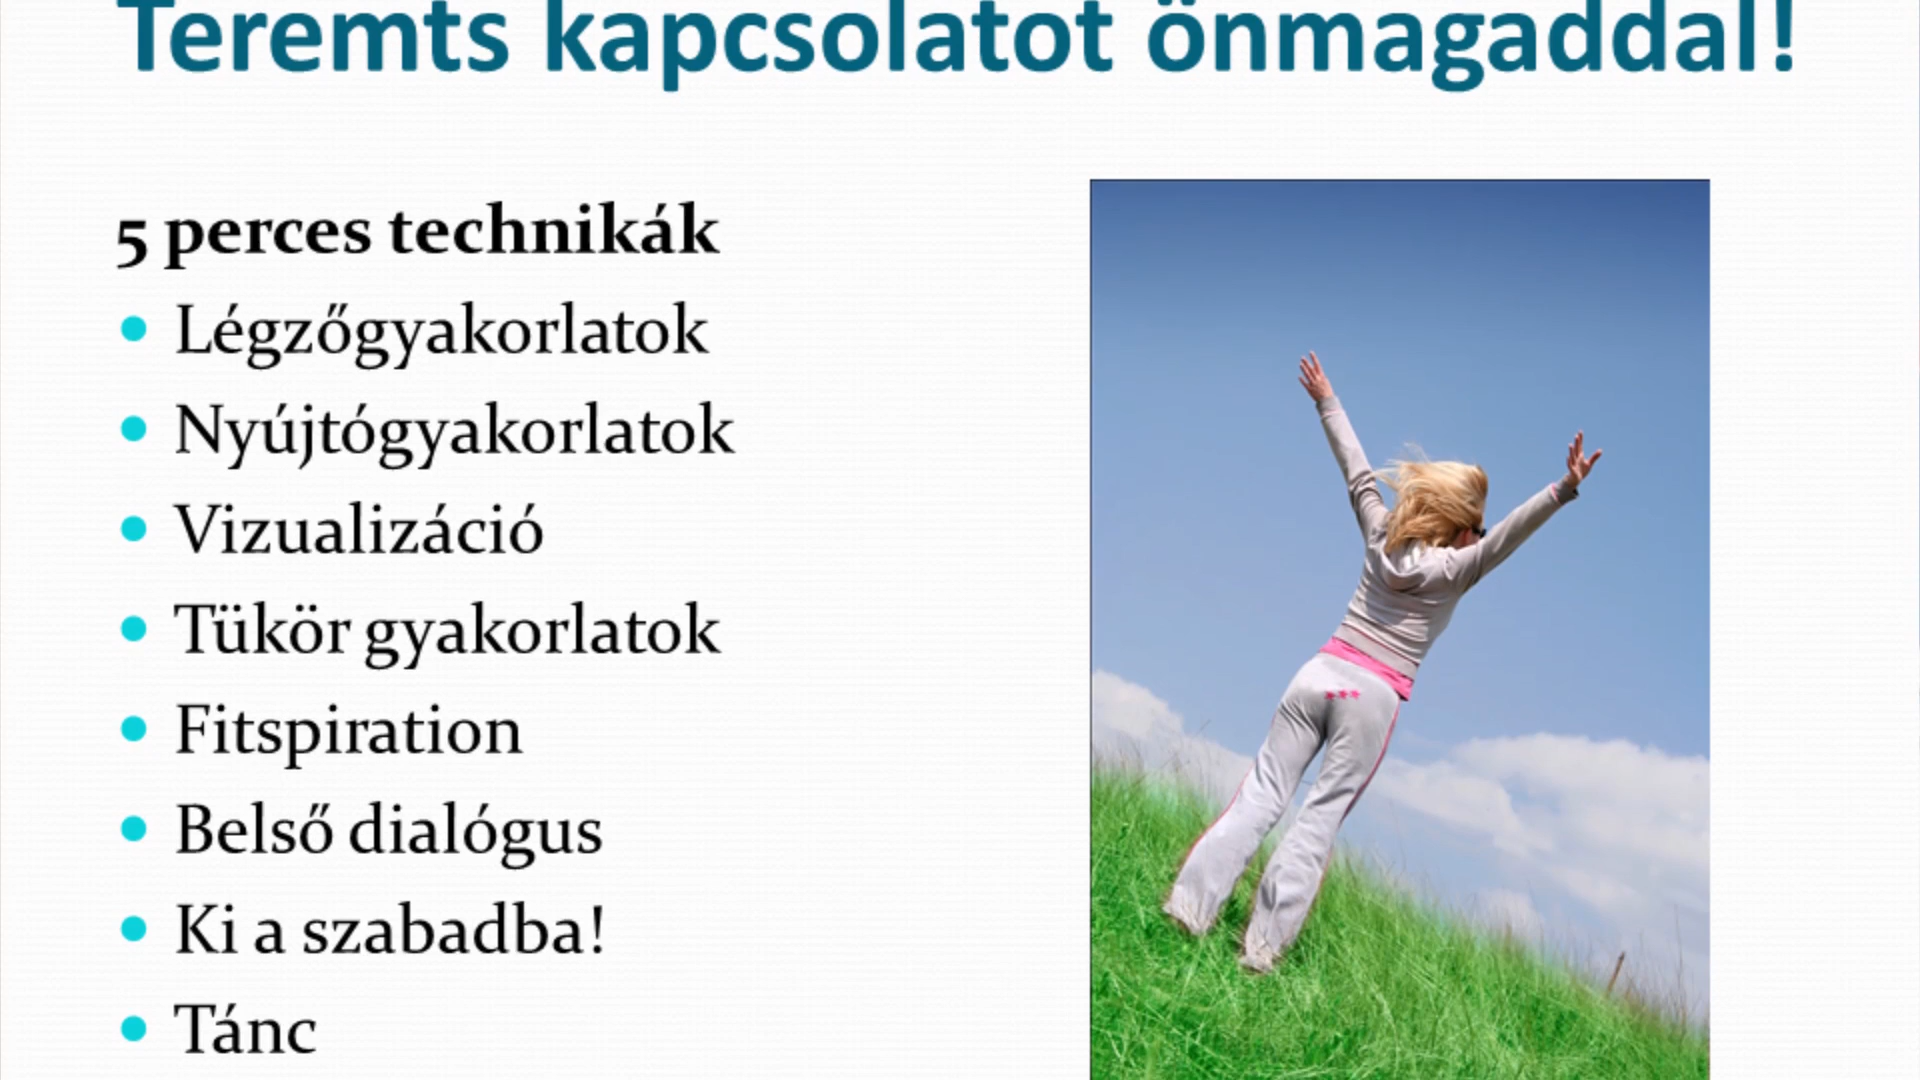 Teremts kapcsolatot önmagaddal!
5 perces technikák
Légzőgyakorlatok
Nyújtógyakorlatok
Vizualizáció
Tükör gyakorlatok
Fitspiration
Belső dialógus
Ki a szabadba!
Tánc